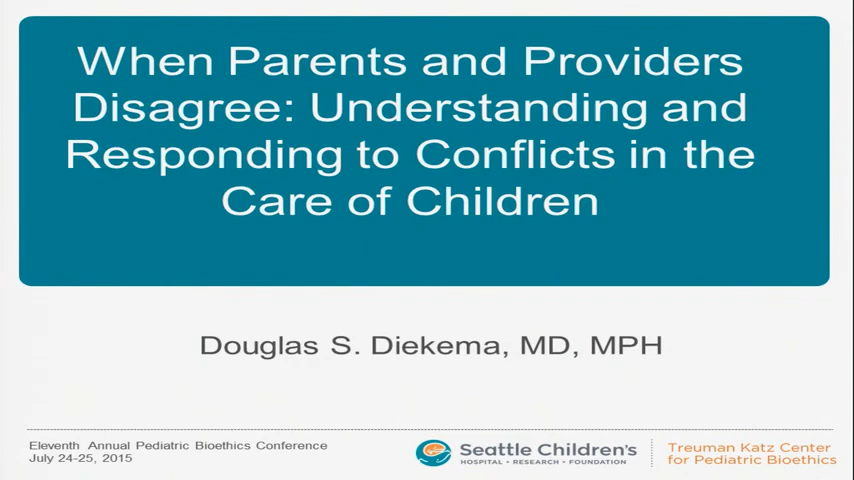 When Parents and Providers
Disagree: Understanding and
Responding to Conflicts in the
Care of Children
Douglas S. Diekema, MD, MPH
Eleventh Annual Pediatric Bioethics Conference
July 24-25, 2015
Seattle Children's
HOSPITAL • RESEARCH • FOUNDATION
Treuman Katz Center
for Pediatric Bioethics